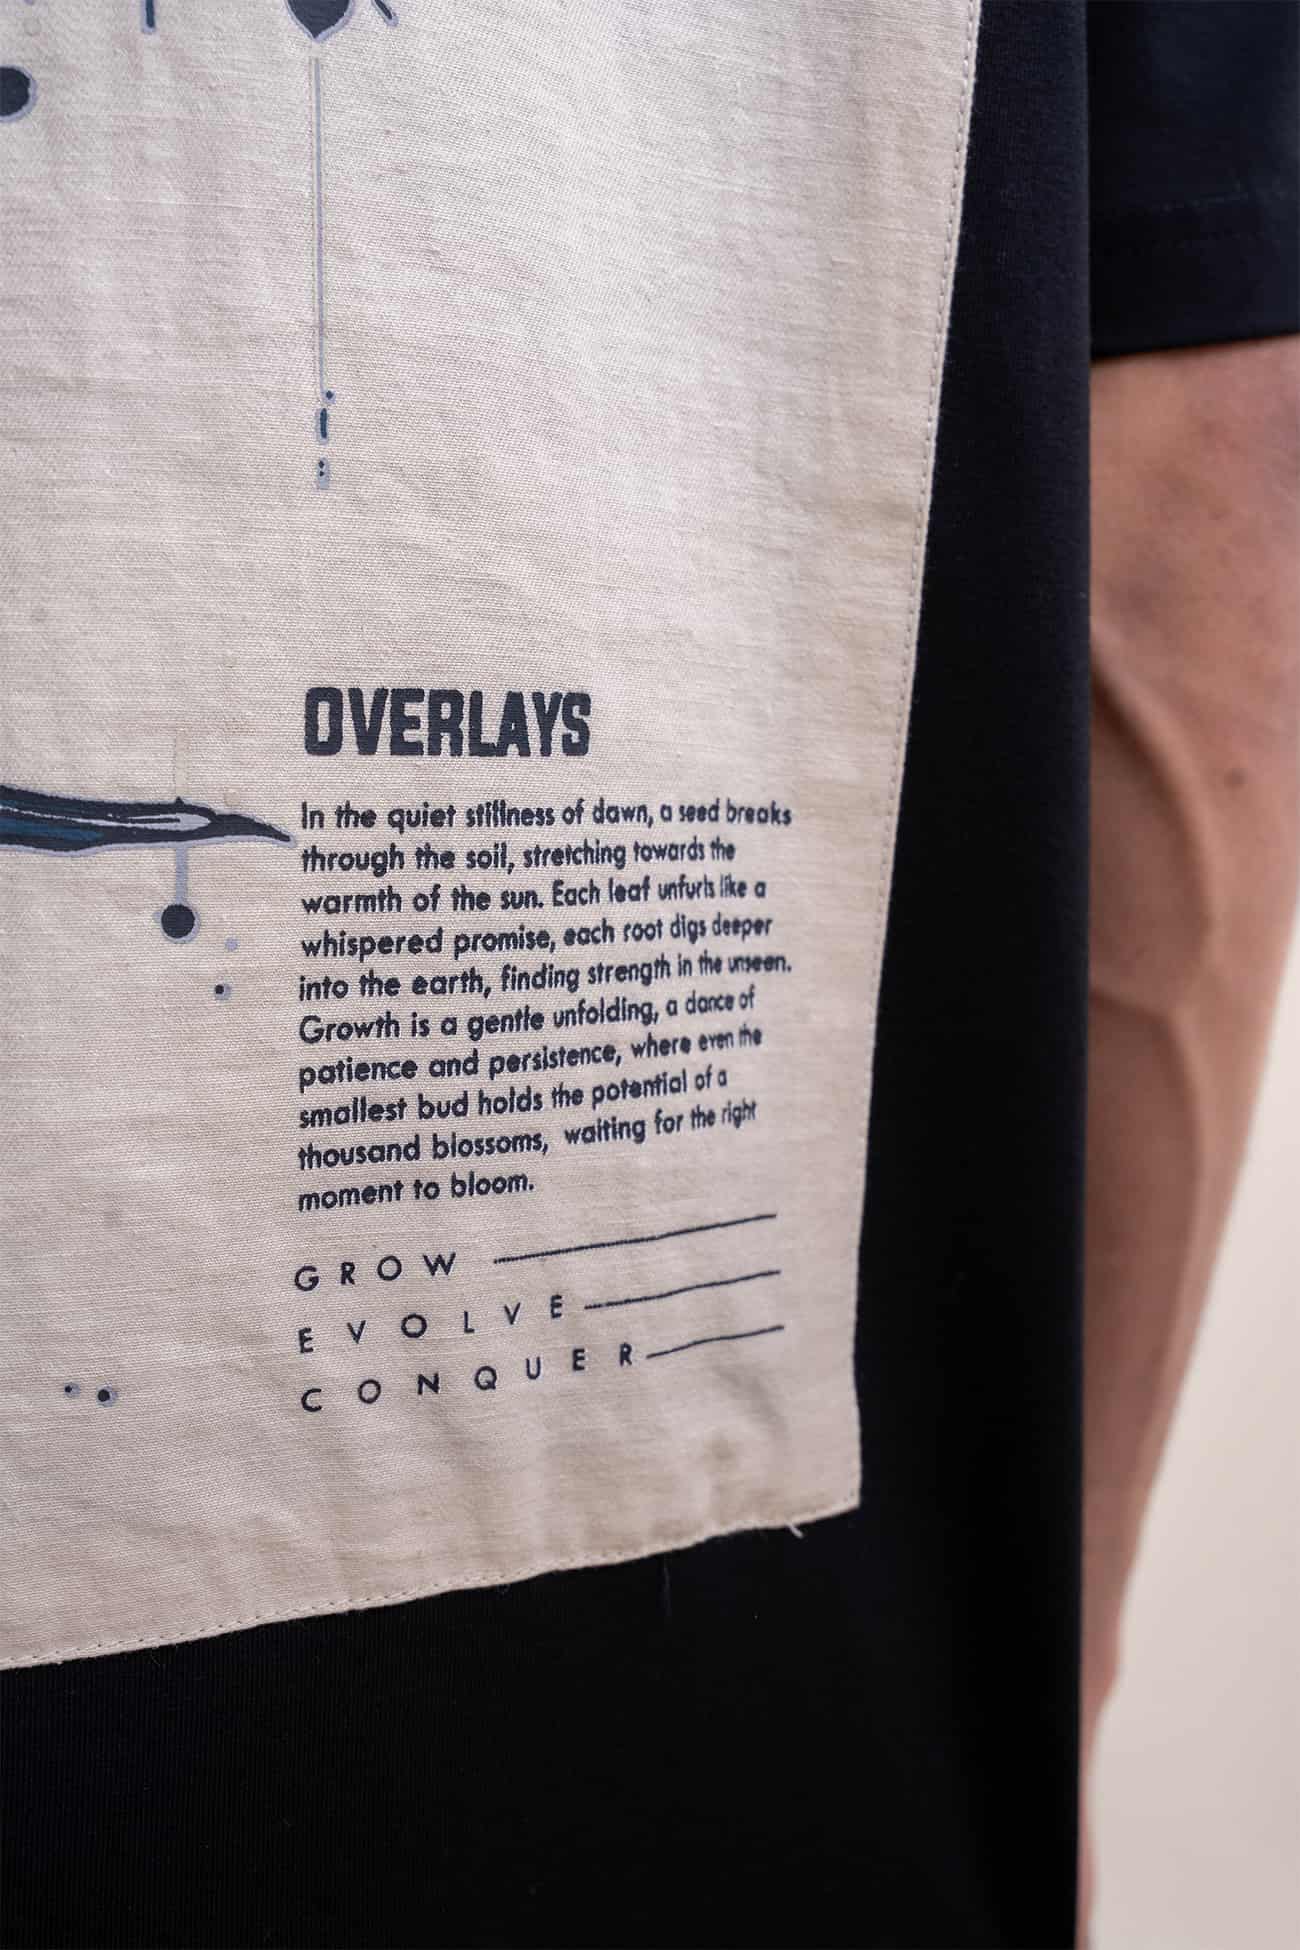 OVERLAYS
In the quiet stillness of dawn, a seed breaks
through the soil, stretching towards the
warmth of the sun. Each leaf unfurls like a
whispered promise, each root digs deeper
into the earth, finding strength in the unseen.
Growth is a gentle unfolding, a dance of
patience and persistence, where even the
smallest bud holds the potential of a
thousand blossoms, waiting for the right
moment to bloom.
GROW
EVOLVE
CONQUER